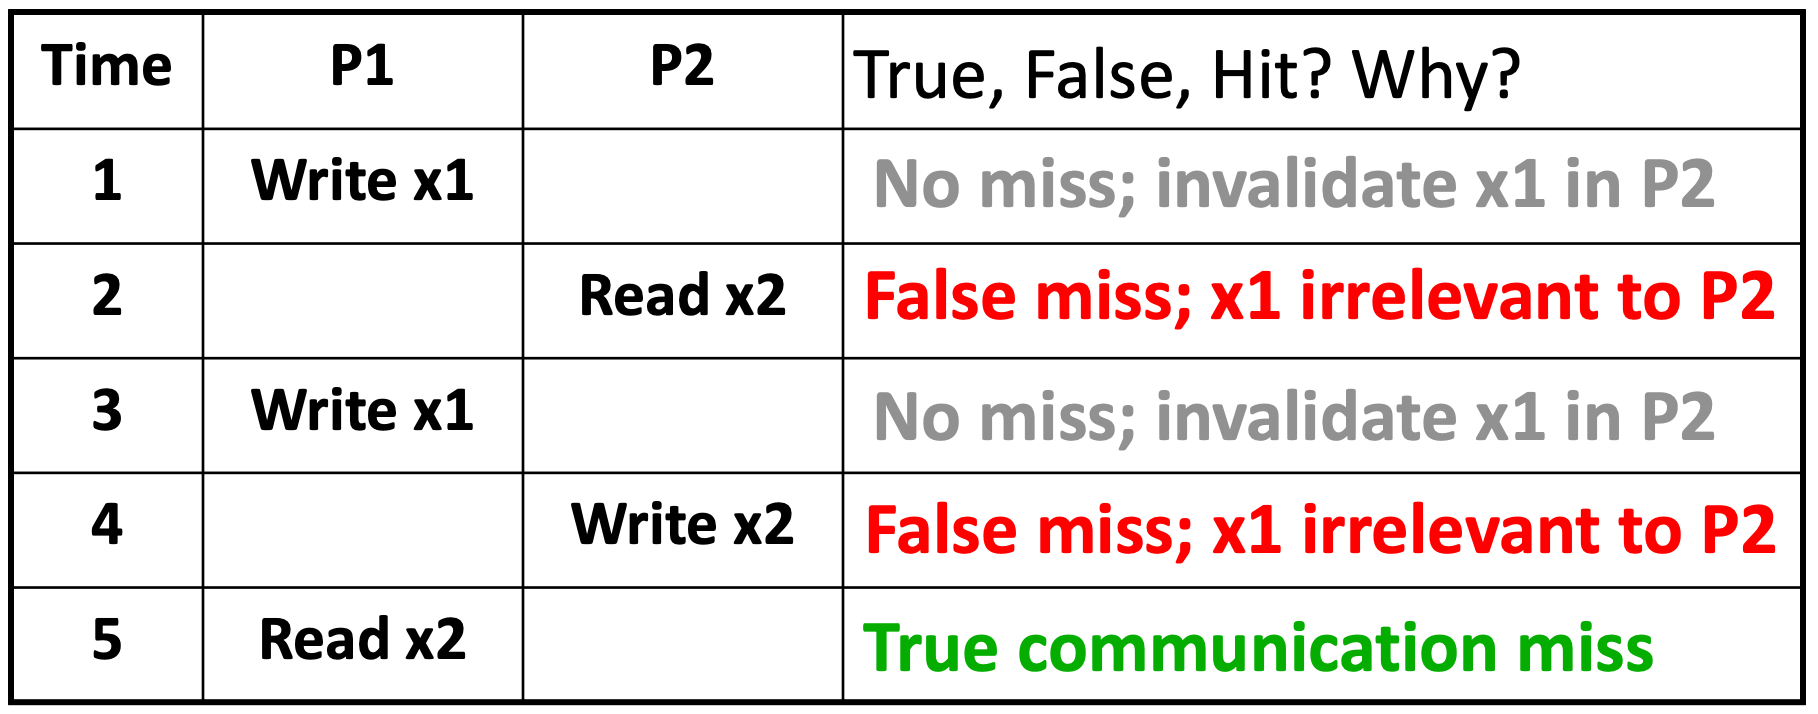 Time P1 P2 True, False, Hit? Why?
1 Write x1 No miss; invalidate x1 in P2
2 Read x2 False miss; x1 irrelevant to P2
3 Write x1 No miss; invalidate x1 in P2
4 Write x2 False miss; x1 irrelevant to P2
5 Read x2 True communication miss